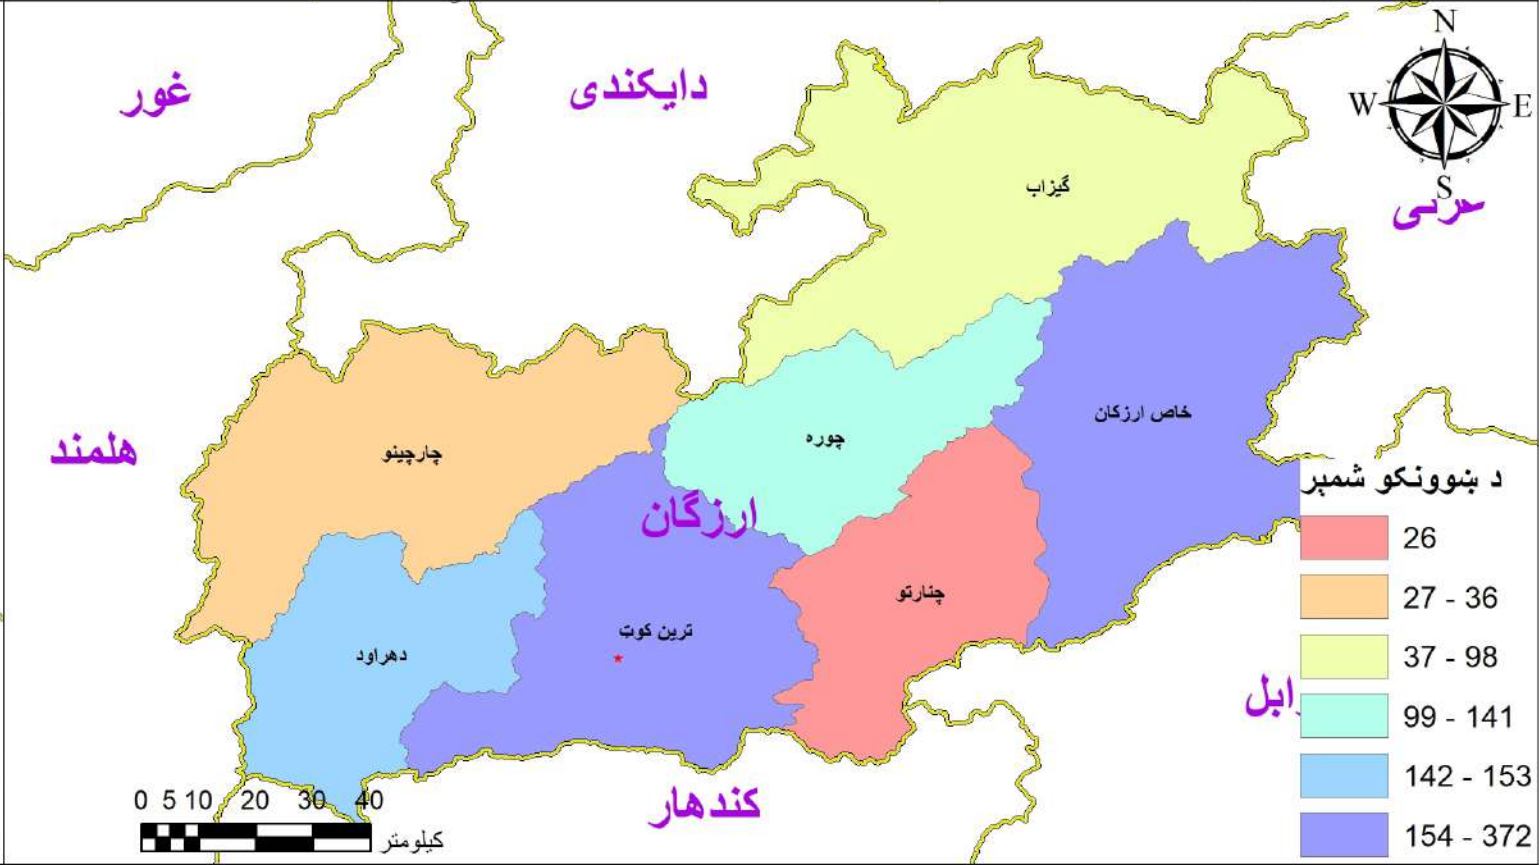 N
W
E
S
غور
دایکندی
گیزاب
خاص ارزکان
هلمند
چارچینو
چوره
ارزگان
چنارتو
ترین کوټ
دهراود
کندهار
د ښوونکو شمېر
26
27 - 36
37 - 98
99 - 141
142 - 153
154 - 372
0 5 10 20 30 40
کیلومتر